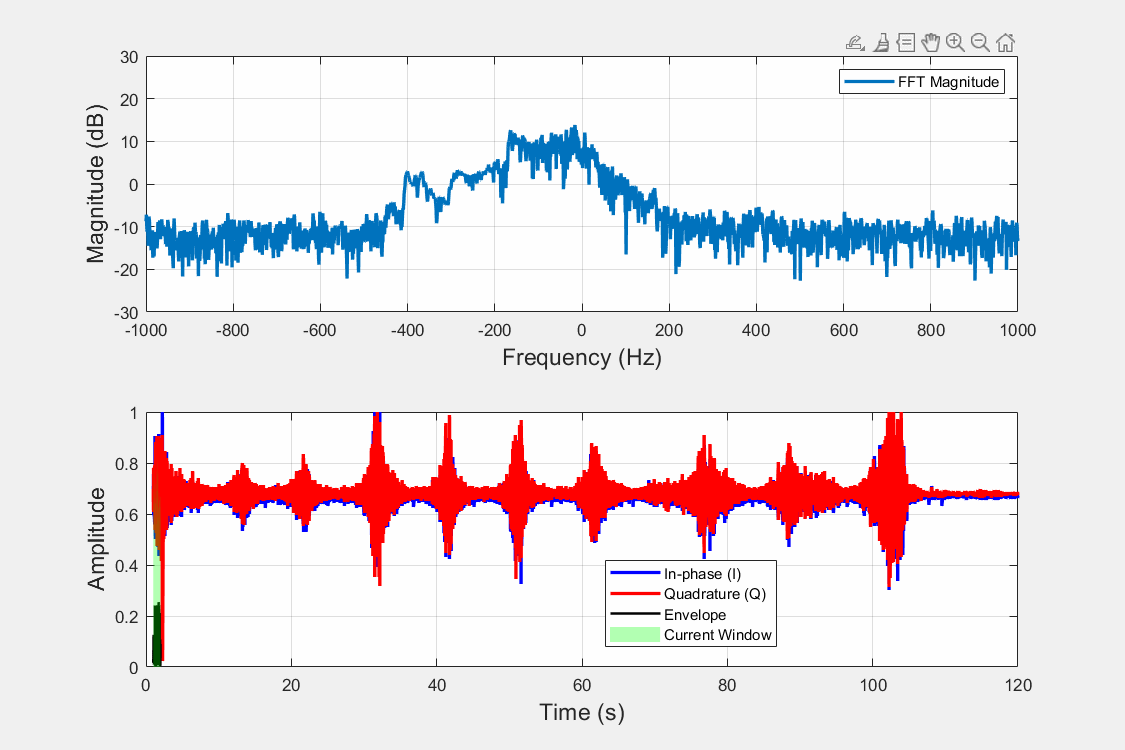 30
20
10
0
-10
-20
-30
Magnitude (dB)
FFT Magnitude
-1000 -800 -600 -400 -200 0 200 400 600 800 1000
Frequency (Hz)
1
0.8
0.6
0.4
0.2
0
Amplitude
In-phase (I)
Quadrature (Q)
Envelope
Current Window
0 20 40 60 80 100 120
Time (s)